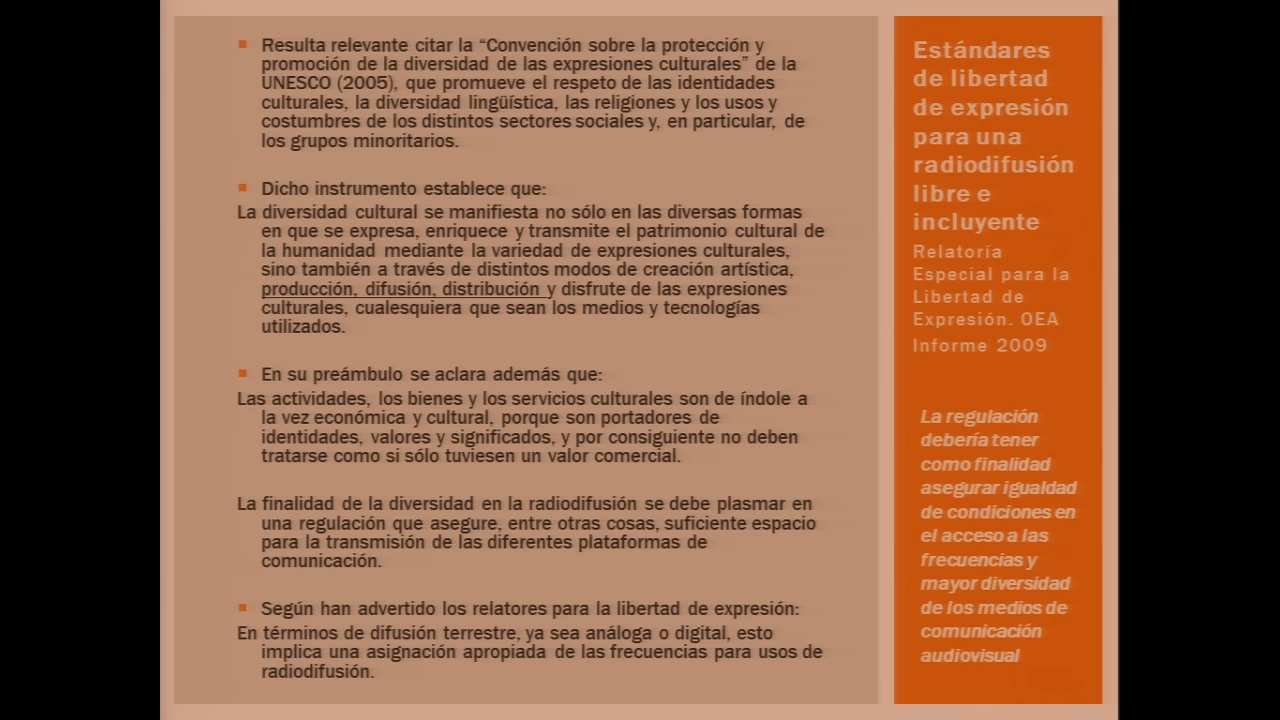 Resulta relevante citar la “Convención sobre la protección y
promoción de la diversidad de las expresiones culturales” de la
UNESCO (2005), que promueve el respeto de las identidades
culturales, la diversidad lingüística, las religiones y los usos y
costumbres de los distintos sectores sociales y, en particular, de
los grupos minoritarios.
Dicho instrumento establece que:
La diversidad cultural se manifiesta no sólo en las diversas formas
en que se expresa, enriquece y transmite el patrimonio cultural de
la humanidad mediante la variedad de expresiones culturales,
sino también a través de distintos modos de creación artística,
producción, difusión, distribución y disfrute de las expresiones
culturales, cualesquiera que sean los medios y tecnologías
utilizados.
En su preámbulo se aclara además que:
Las actividades, los bienes y los servicios culturales son de índole a
la vez económica y cultural, porque son portadores de
identidades, valores y significados, y por consiguiente no deben
tratarse como si sólo tuviesen un valor comercial.
La finalidad de la diversidad en la radiodifusión se debe plasmar en
una regulación que asegure, entre otras cosas, suficiente espacio
para la transmisión de las diferentes plataformas de
comunicación.
Según han advertido los relatores para la libertad de expresión:
En términos de difusión terrestre, ya sea análoga o digital, esto
implica una asignación apropiada de las frecuencias para usos de
radiodifusión.
Estándares
de libertad
de expresión
para una
radiodifusión
libre e
incluyente
Relatoría
Especial para la
Libertad de
Expresión. OEA
Informe 2009
La regulación
debería tener
como finalidad
asegurar igualdad
de condiciones en
el acceso a las
frecuencias y
mayor diversidad
de los medios de
comunicación
audiovisual